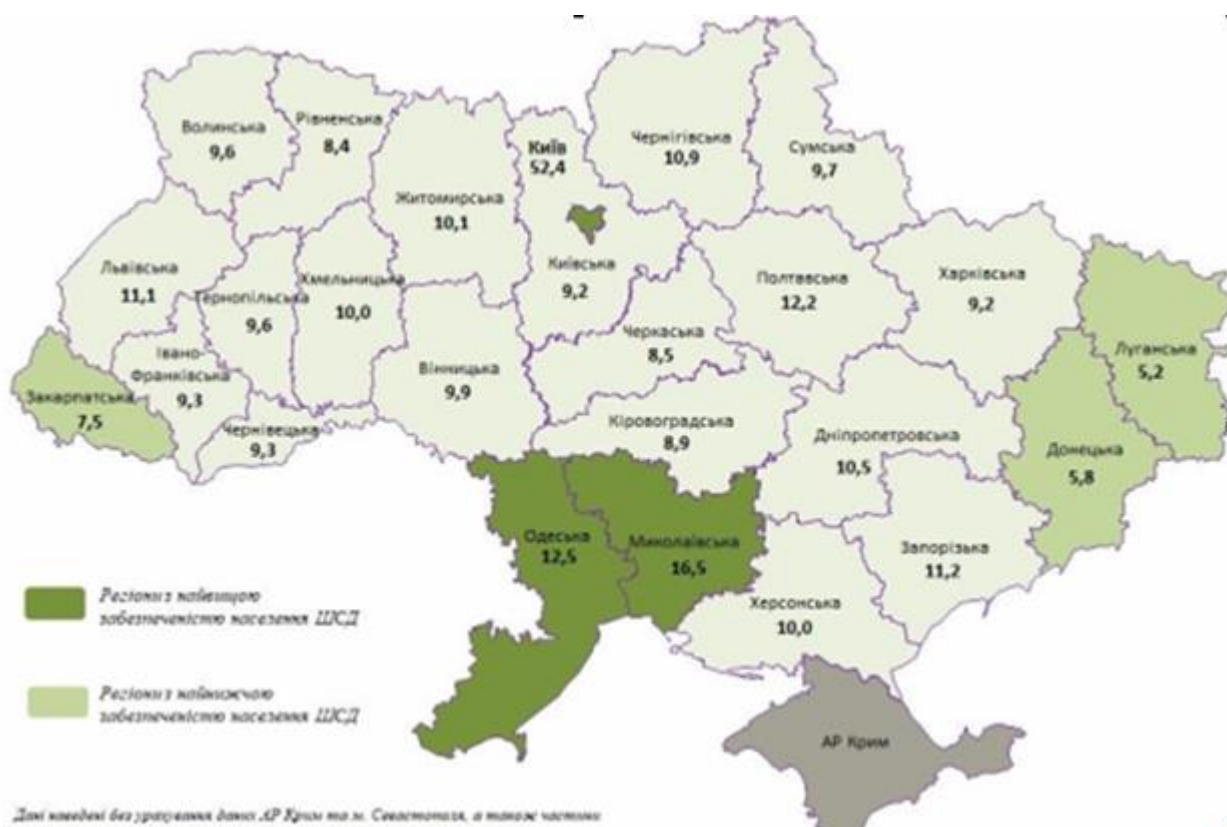 Волинська
9,6
Рівненська
8,4
Житомирська
10,1
Київ
52,4
Чернігівська
10,9
Сумська
9,7
Львівська
11,1
Тернопільська
9,6
Хмельницька
10,0
Київська
9,2
Полтавська
12,2
Харківська
9,2
Луганська
5,2
Закарпатська
7,5
Івано-
Франківська
9,3
Чернівецька
9,3
Вінницька
9,9
Черкаська
8,5
Кіровоградська
8,9
Дніпропетровська
10,5
Донецька
5,8
Одеська
12,5
Миколаївська
16,5
Запорізька
11,2
Херсонська
10,0
АР Крим
Регіони з найвищою
забезпеченістю населення ШСД
Регіони з найнижчою
забезпеченістю населення ШСД
Дані наведені без урахування даних АР Крим та м. Севастополя, а також частини